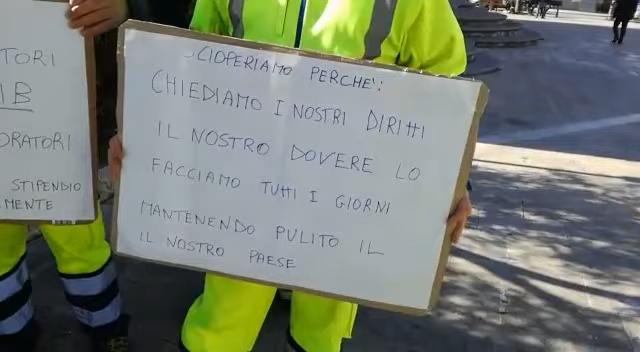 TORI
IB
ORATORI
STIPENDIO
MENTE
SCIOPERIAMO PERCHE':
CHIEDIAMO I NOSTRI DIRITTI
IL NOSTRO DOVERE LO
FACCIAMO TUTTI I GIORNI
MANTENENDO PULITO IL
IL NOSTRO PAESE